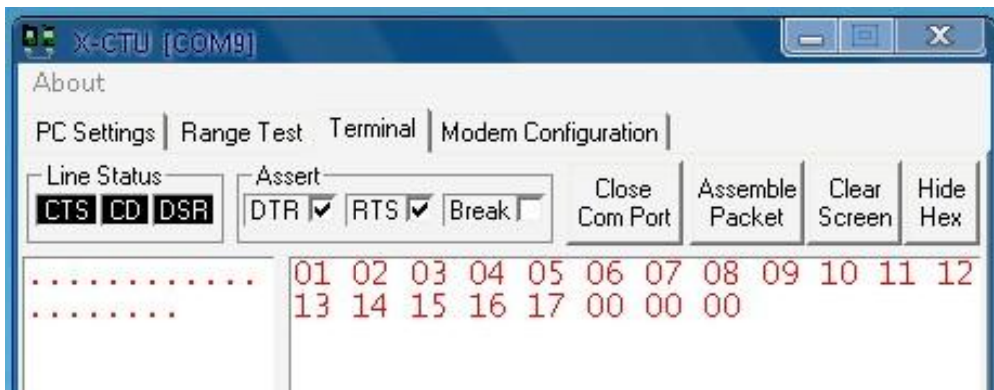 X-CTU [COM9]
About
PC Settings Range Test Terminal Modem Configuration
Line Status Assert
CTS CD DSR DTR RTS Break Close Com Port Assemble Packet Clear Screen Hide Hex
............ 01 02 03 04 05 06 07 08 09 10 11 12
........ 13 14 15 16 17 00 00 00